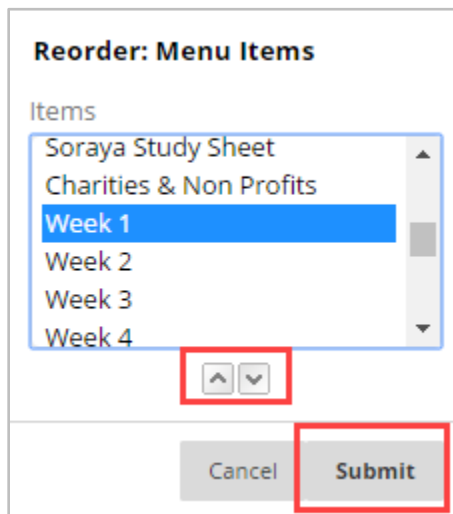 Reorder: Menu Items
Items
Soraya Study Sheet
Charities & Non Profits
Week 1
Week 2
Week 3
Week 4
Cancel Submit